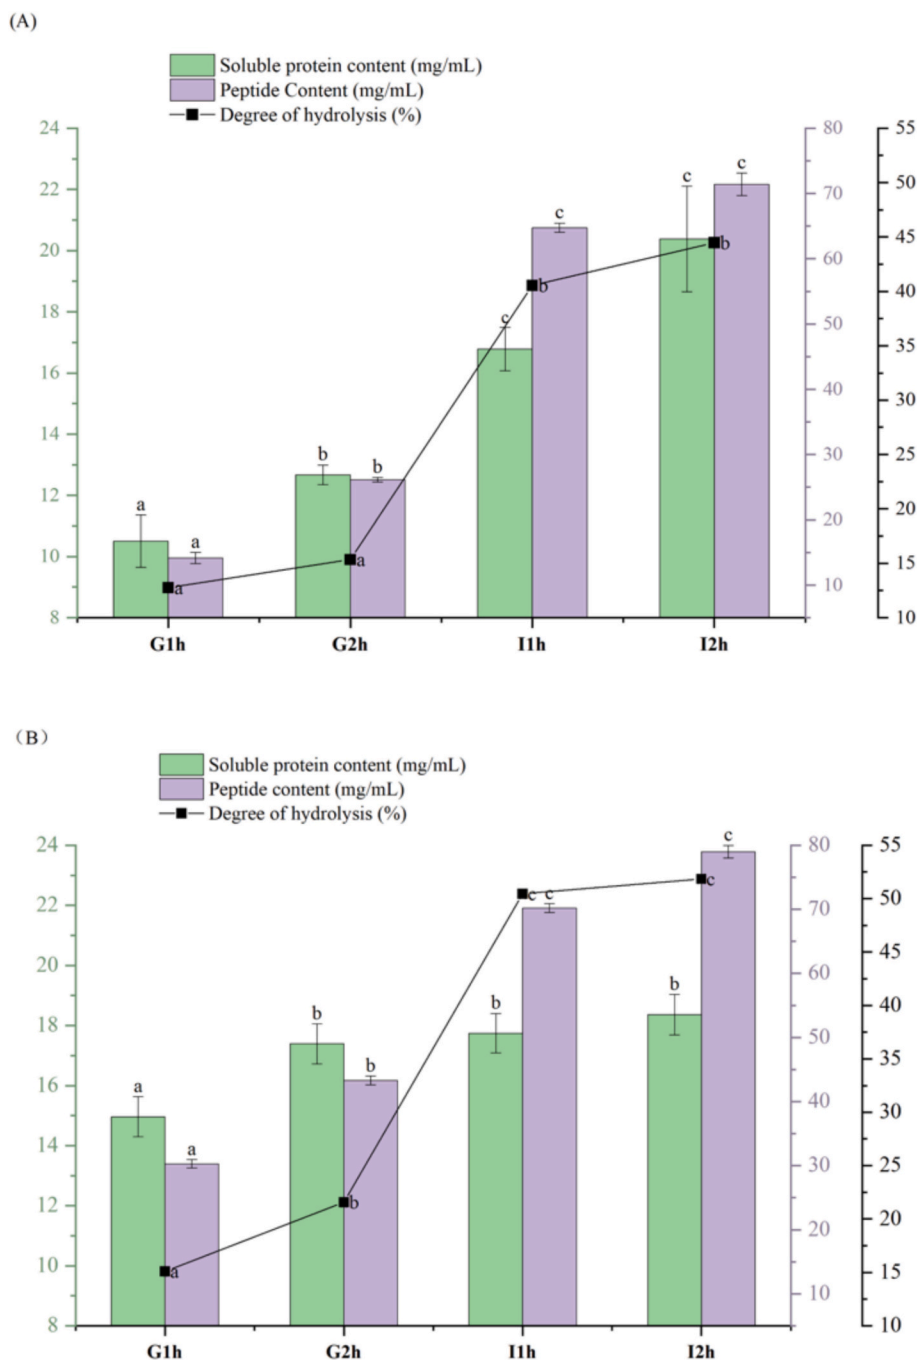 (A)
Soluble protein content (mg/mL)
Peptide Content (mg/mL)
Degree of hydrolysis (%)
24 80 55
22 70 50
20 60 45
18 50 40
16 40 35
14 30 30
12 20 25
10 10 20
8 15
10
a a a
b b a
c c b
c c b
G1h G2h I1h I2h
(B)
Soluble protein content (mg/mL)
Peptide content (mg/mL)
Degree of hydrolysis (%)
24 80 55
22 70 50
20 60 45
18 50 40
16 40 35
14 30 30
12 20 25
10 10 20
8 15
10
a a a
b b b
b c c
b c c
G1h G2h I1h I2h